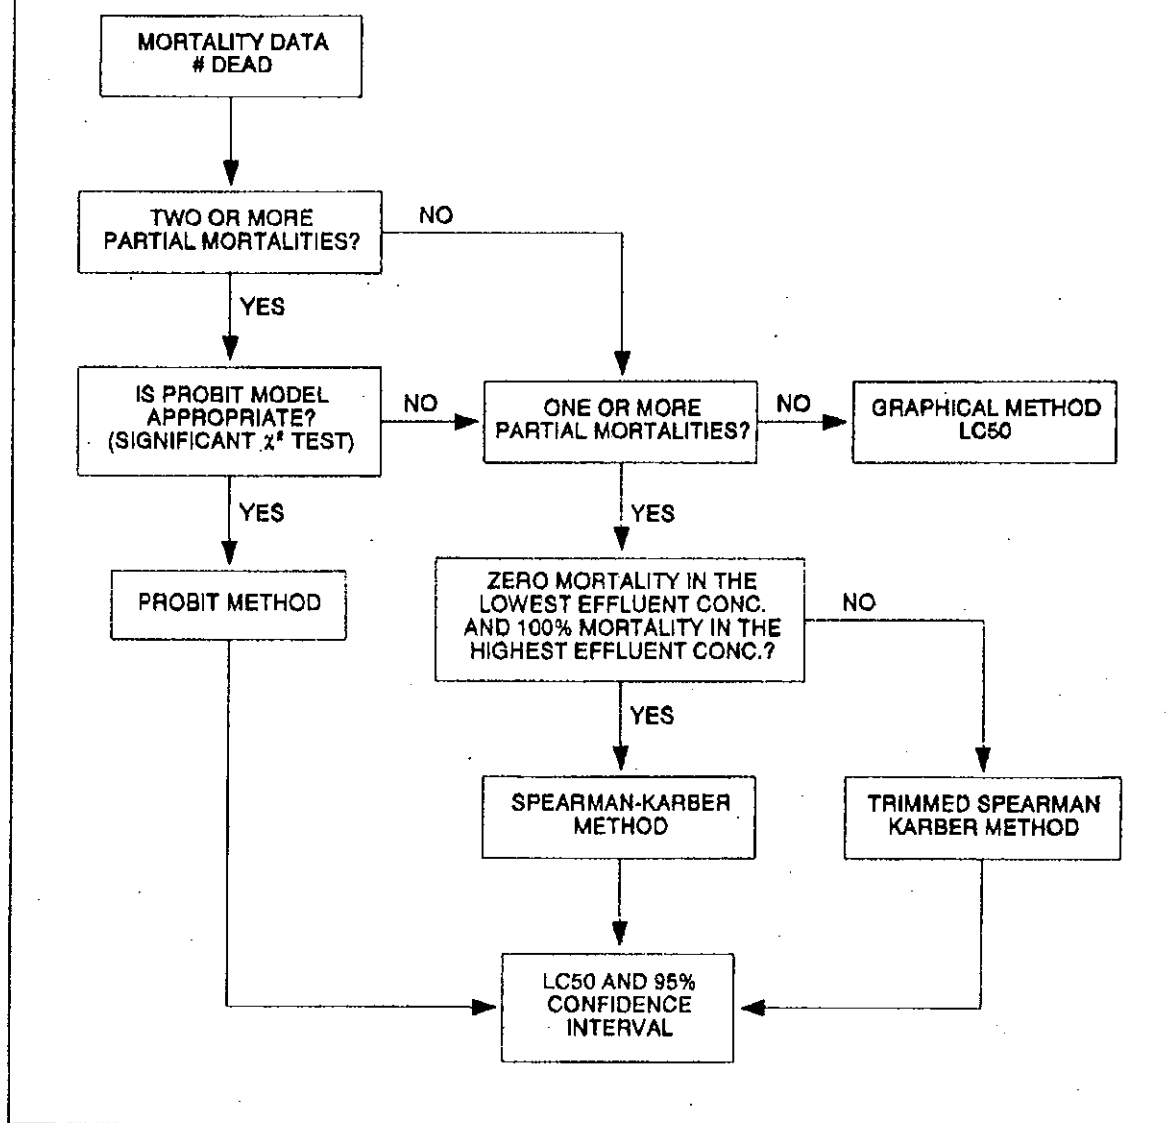 MORTALITY DATA
# DEAD
TWO OR MORE
PARTIAL MORTALITIES?
NO
YES
IS PROBIT MODEL
APPROPRIATE?
(SIGNIFICANT χ² TEST)
NO
ONE OR MORE
PARTIAL MORTALITIES?
NO
GRAPHICAL METHOD
LC50
YES
YES
PROBIT METHOD
ZERO MORTALITY IN THE
LOWEST EFFLUENT CONC.
AND 100% MORTALITY IN THE
HIGHEST EFFLUENT CONC.?
NO
YES
SPEARMAN-KARBER
METHOD
TRIMMED SPEARMAN
KARBER METHOD
LC50 AND 95%
CONFIDENCE
INTERVAL